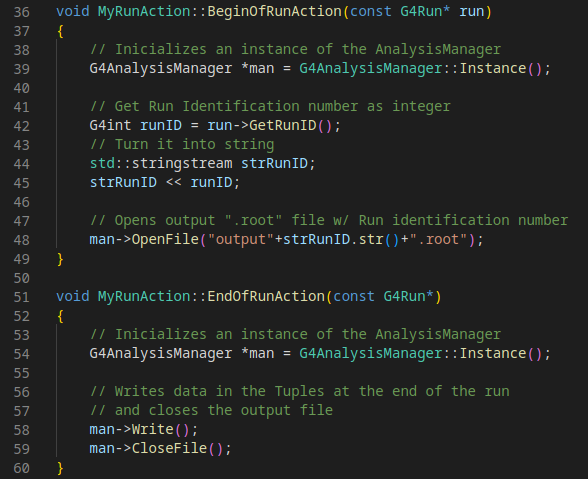 36 void MyRunAction::BeginOfRunAction(const G4Run* run)
37 {
38     // Inicializes an instance of the AnalysisManager
39     G4AnalysisManager *man = G4AnalysisManager::Instance();
40
41     // Get Run Identification number as integer
42     G4int runID = run->GetRunID();
43     // Turn it into string
44     std::stringstream strRunID;
45     strRunID << runID;
46
47     // Opens output ".root" file w/ Run identification number
48     man->OpenFile("output"+strRunID.str()+".root");
49 }
50
51 void MyRunAction::EndOfRunAction(const G4Run*)
52 {
53     // Inicializes an instance of the AnalysisManager
54     G4AnalysisManager *man = G4AnalysisManager::Instance();
55
56     // Writes data in the Tuples at the end of the run
57     // and closes the output file
58     man->Write();
59     man->CloseFile();
60 }